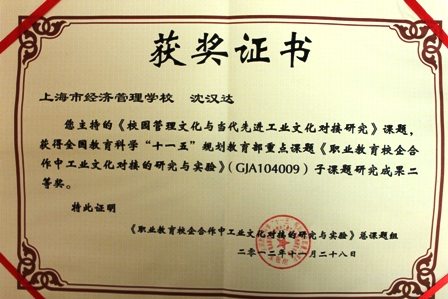 获奖证书
上海市经济管理学校 沈汉达
您主持的《校园管理文化与当代先进工业文化对接研究》课题，
获得全国教育科学“十一五”规划教育部重点课题《职业教育校企合
作中工业文化对接的研究与实验》（GJA104009）子课题研究成果二
等奖。
特此证明
《职业教育校企合作中工业文化对接的研究与实验》总课题组
二〇一二年十一月二十八日